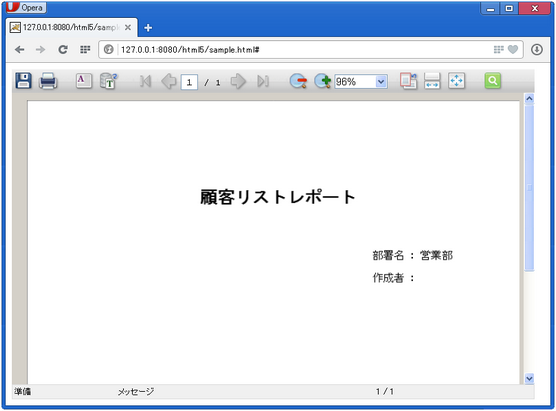 Opera
127.0.0.1:8080/html5/sampl
127.0.0.1:8080/html5/sample.html#
1 / 1
96%
顧客リストレポート
部署名 : 営業部
作成者 :
準備 メッセージ 1 / 1